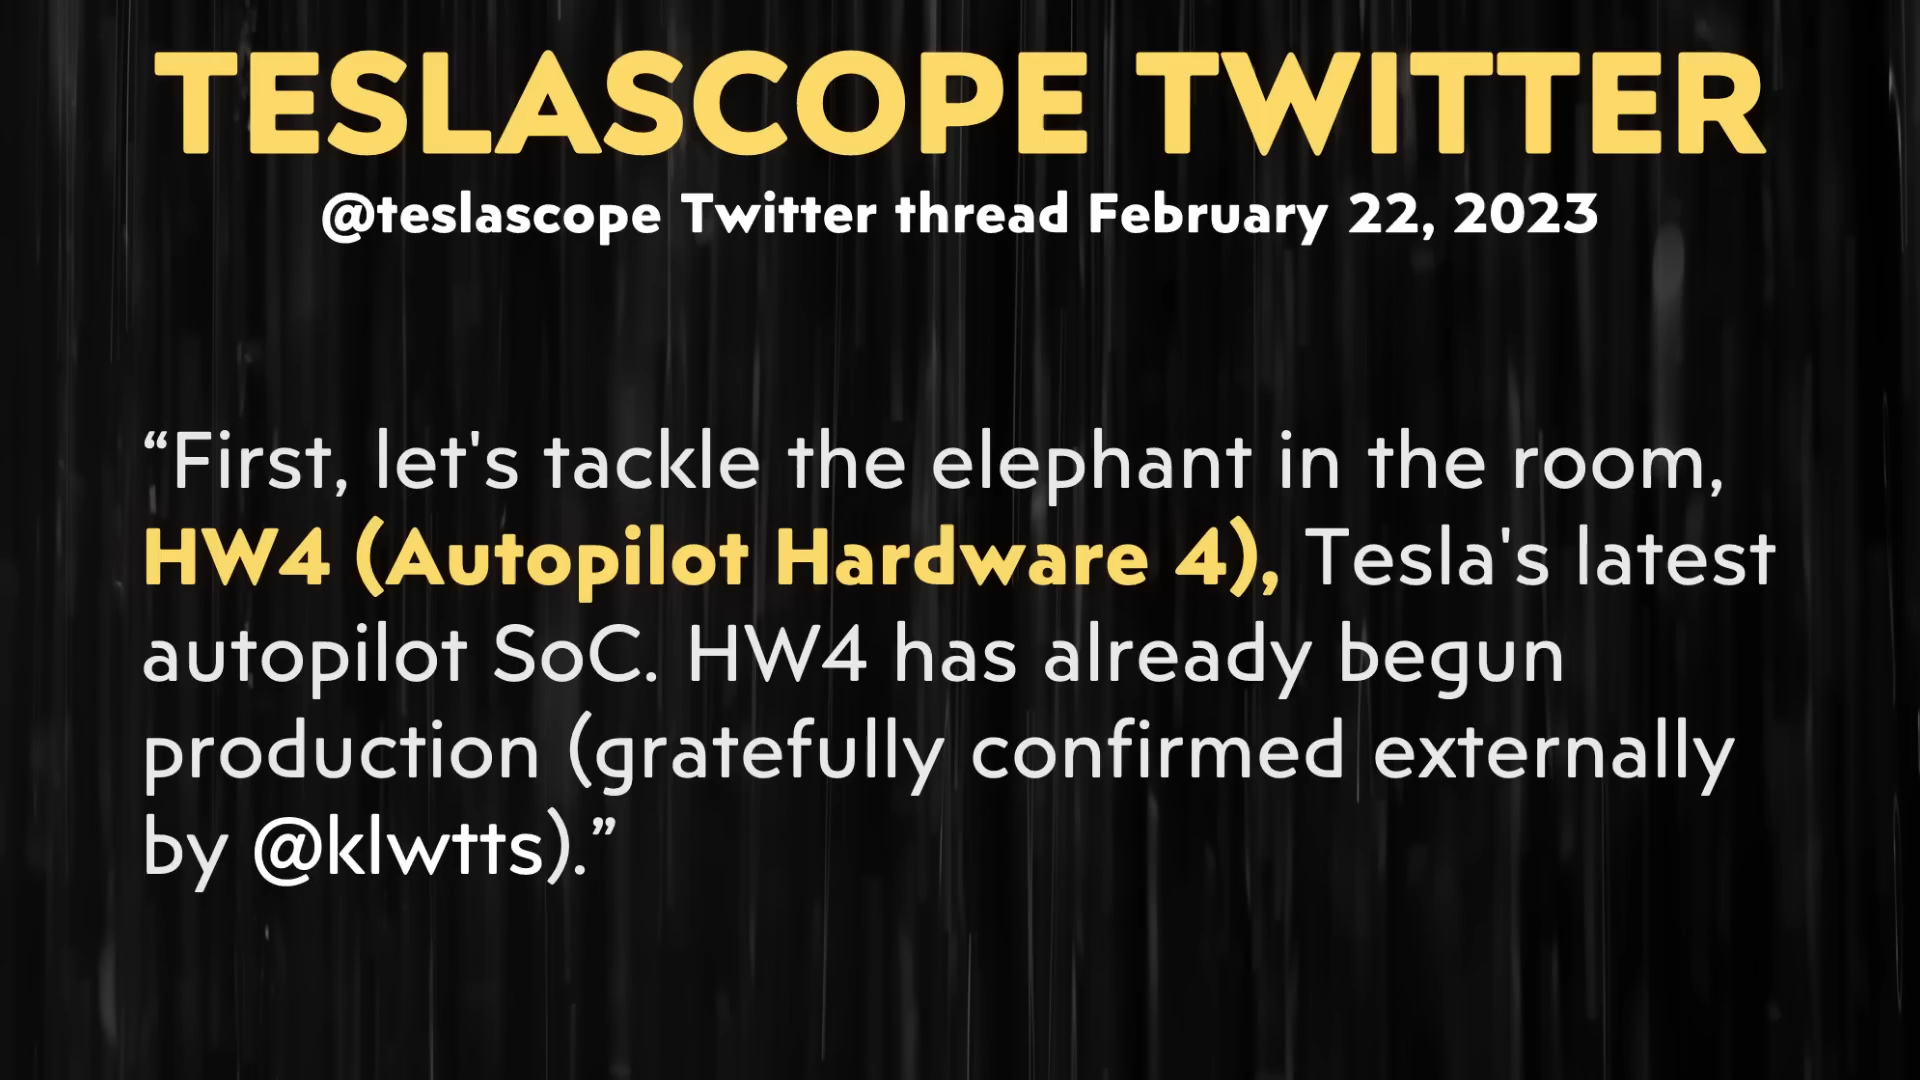 TESLASCOPE TWITTER
@teslascope Twitter thread February 22, 2023
“First, let's tackle the elephant in the room,
HW4 (Autopilot Hardware 4), Tesla's latest
autopilot SoC. HW4 has already begun
production (gratefully confirmed externally
by @klwtts).”